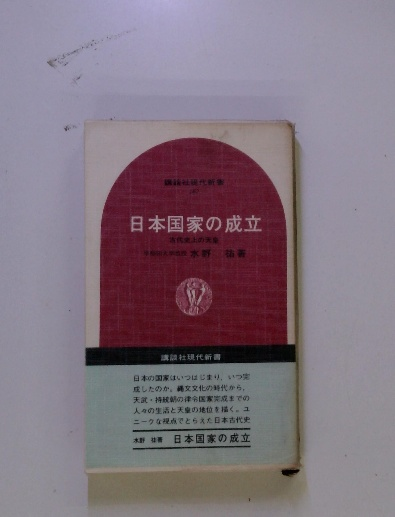 講談社現代新書
日本国家の成立
古代史上の天皇
水野 祐著
講談社現代新書
日本の国家はいつはじまり、いつ完
成したのか。縄文文化の時代から、
天武・持統朝の律令国家完成までの
人々の生活と天皇の地位を描く。ユ
ニークな視点でとらえた日本古代史
水野 祐著 日本国家の成立